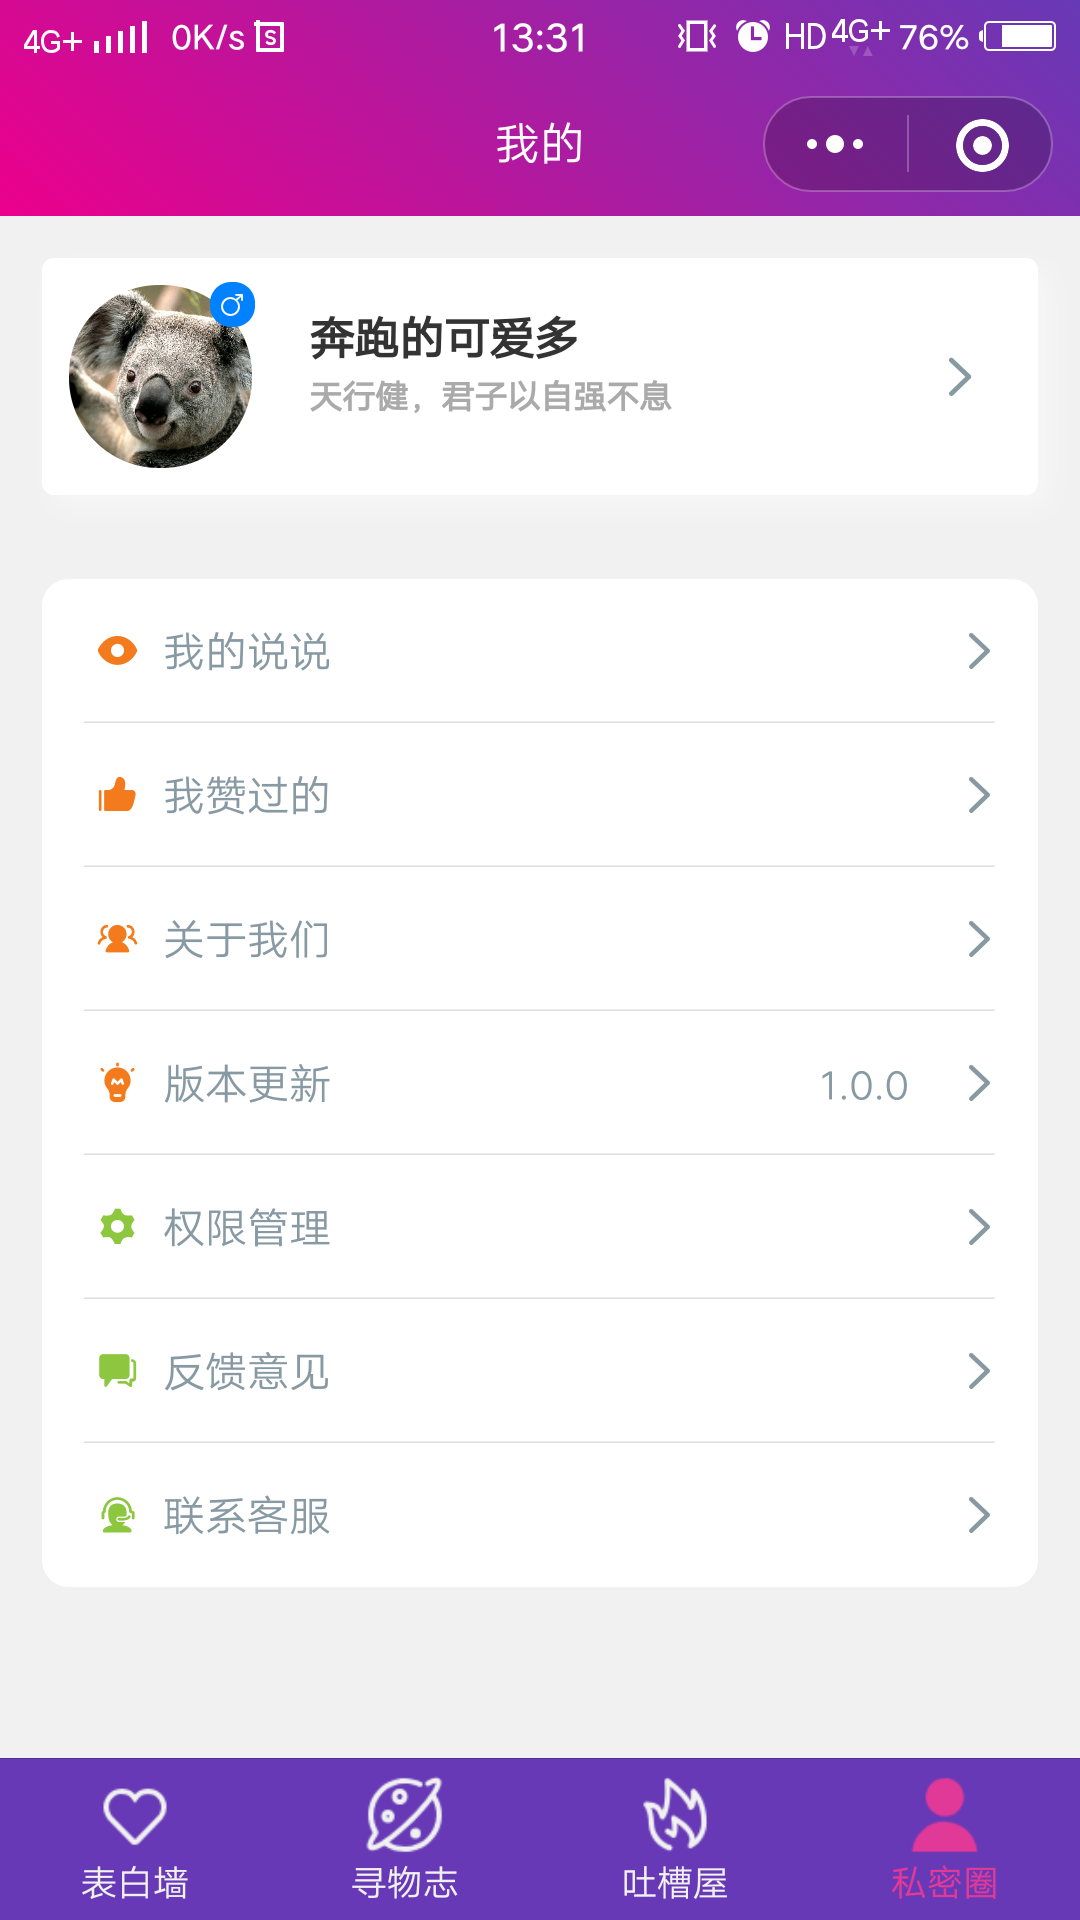 4G+ 0K/s 13:31 HD 4G+ 76%
我的
奔跑的可爱多
天行健，君子以自强不息
我的说说
我赞过的
关于我们
版本更新 1.0.0
权限管理
反馈意见
联系客服
表白墙 寻物志 吐槽屋 私密圈